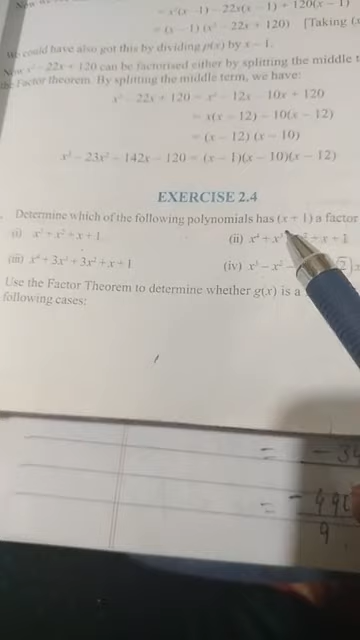 = x²(x − 1) − 22x(x − 1) + 120(x − 1)
= (x − 1) (x² − 22x + 120) [Taking (x
We could have also got this by dividing p(x) by x − 1.
Now x² − 22x + 120 can be factorised either by splitting the middle t
the Factor theorem. By splitting the middle term, we have:
x² − 22x + 120 = x² − 12x − 10x + 120
= x(x − 12) − 10(x − 12)
= (x − 12) (x − 10)
x³ − 23x² − 142x − 120 = (x − 1)(x − 10)(x − 12)
EXERCISE 2.4
Determine which of the following polynomials has (x + 1) a factor
(i) x³ + x² + x + 1 (ii) x⁴ + x³ + x² + x + 1
(iii) x⁴ + 3x³ + 3x² + x + 1 (iv) x³ − x² −
Use the Factor Theorem to determine whether g(x) is a
following cases:
=
= − 490
9